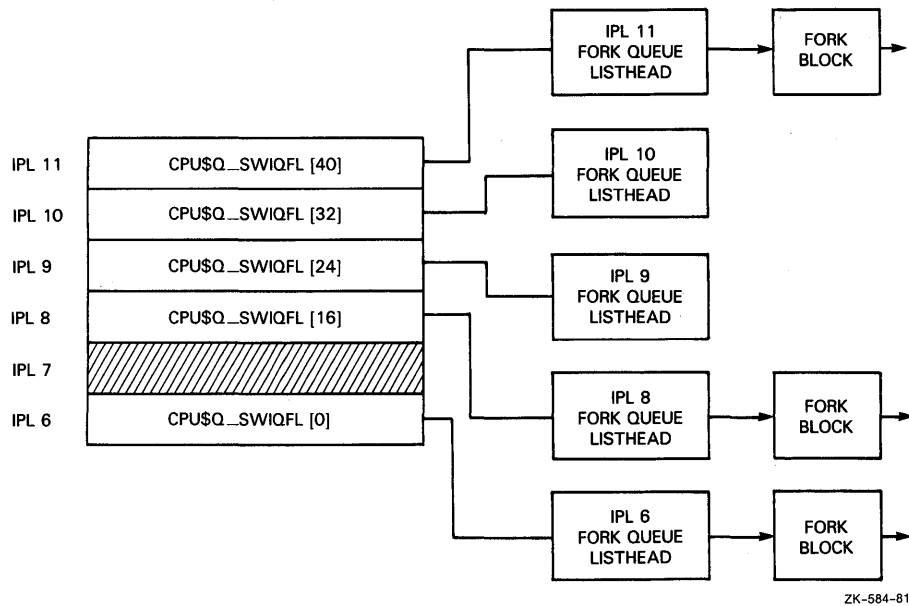 IPL 11
FORK QUEUE
LISTHEAD
FORK
BLOCK
IPL 11
CPU$Q_SWIQFL [40]
IPL 10
FORK QUEUE
LISTHEAD
IPL 10
CPU$Q_SWIQFL [32]
IPL 9
CPU$Q_SWIQFL [24]
IPL 9
FORK QUEUE
LISTHEAD
IPL 8
CPU$Q_SWIQFL [16]
IPL 7
IPL 8
FORK QUEUE
LISTHEAD
FORK
BLOCK
IPL 6
CPU$Q_SWIQFL [0]
IPL 6
FORK QUEUE
LISTHEAD
FORK
BLOCK
ZK-584-81